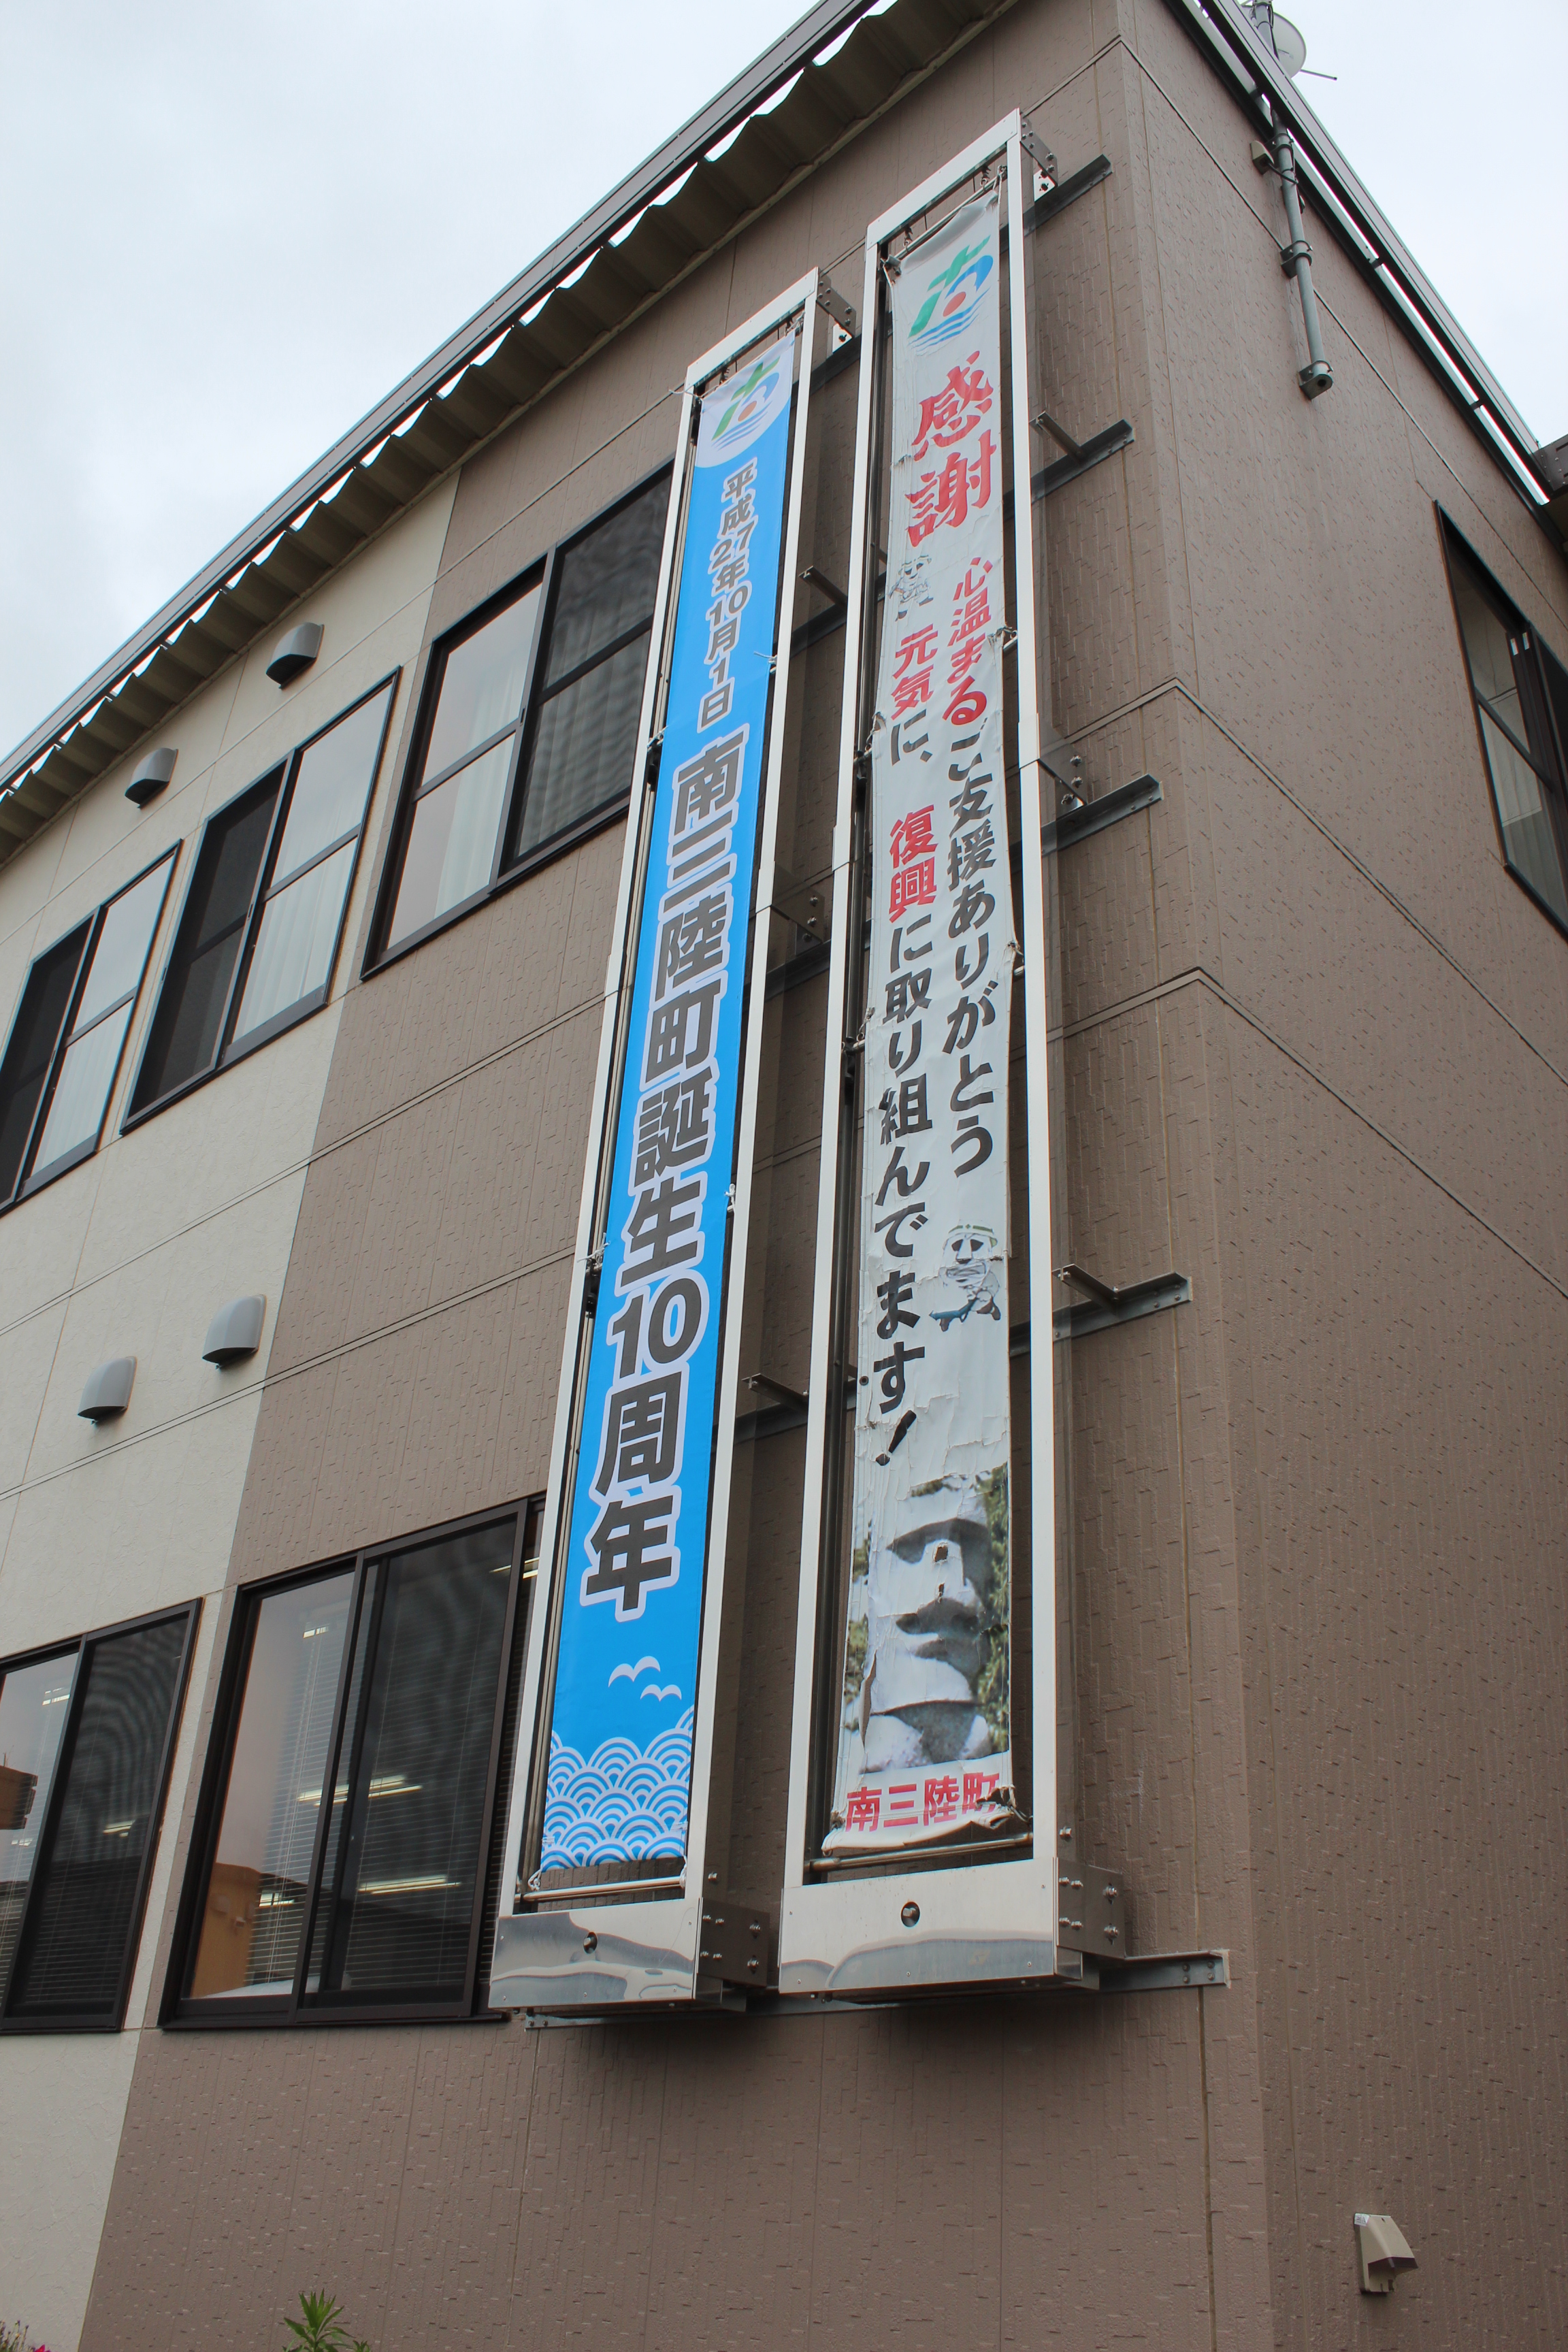 感謝
心温まるご支援ありがとう
元気に、復興に取り組んでます!
南三陸町
平成27年10月1日
南三陸町誕生10周年